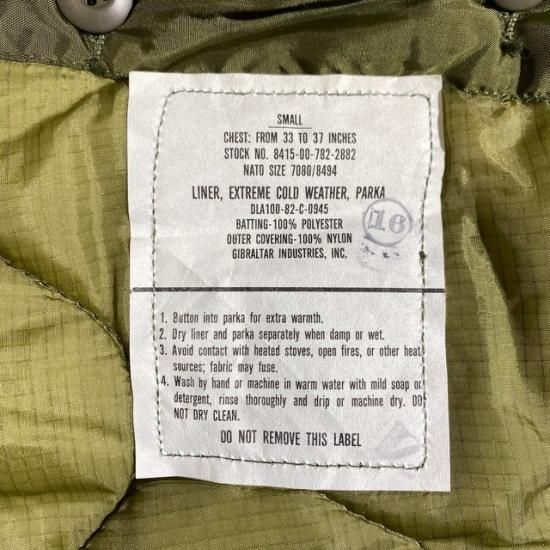 SMALL
CHEST: FROM 33 TO 37 INCHES
STOCK NO. 8415-00-782-2882
NATO SIZE 7080/8494
LINER, EXTREME COLD WEATHER, PARKA
DLA100-82-C-0945
BATTING-100% POLYESTER
OUTER COVERING-100% NYLON
GIBRALTAR INDUSTRIES, INC.
16
1. Button into parka for extra warmth.
2. Dry liner and parka separately when damp or wet.
3. Avoid contact with heated stoves, open fires, or other heat
sources; fabric may fuse.
4. Wash by hand or machine in warm water with mild soap or
detergent, rinse thoroughly and drip or machine dry. DO
NOT DRY CLEAN.
DO NOT REMOVE THIS LABEL